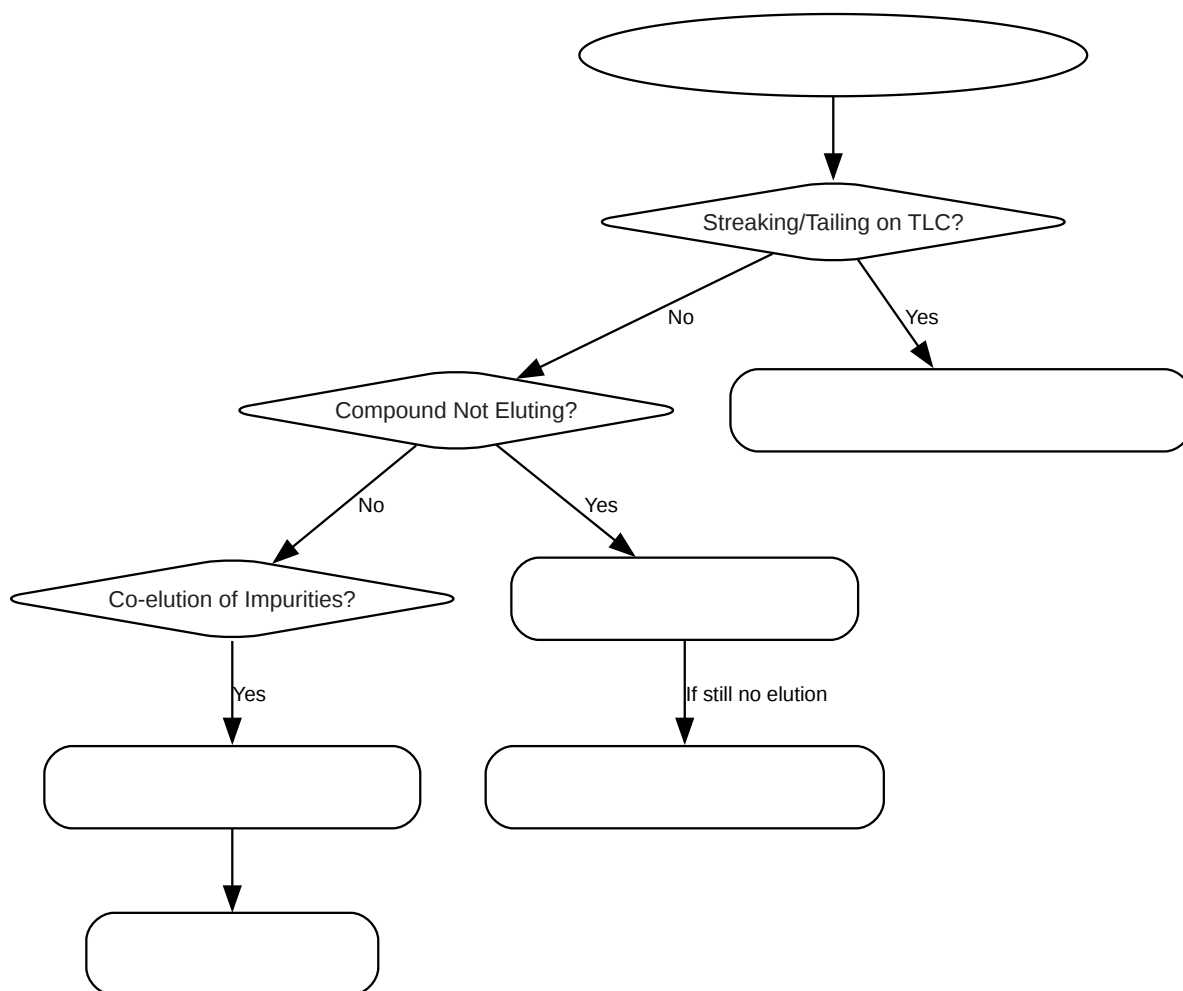 Streaking/Tailing on TLC?
No
Yes
Compound Not Eluting?
No
Yes
Co-elution of Impurities?
Yes
If still no elution